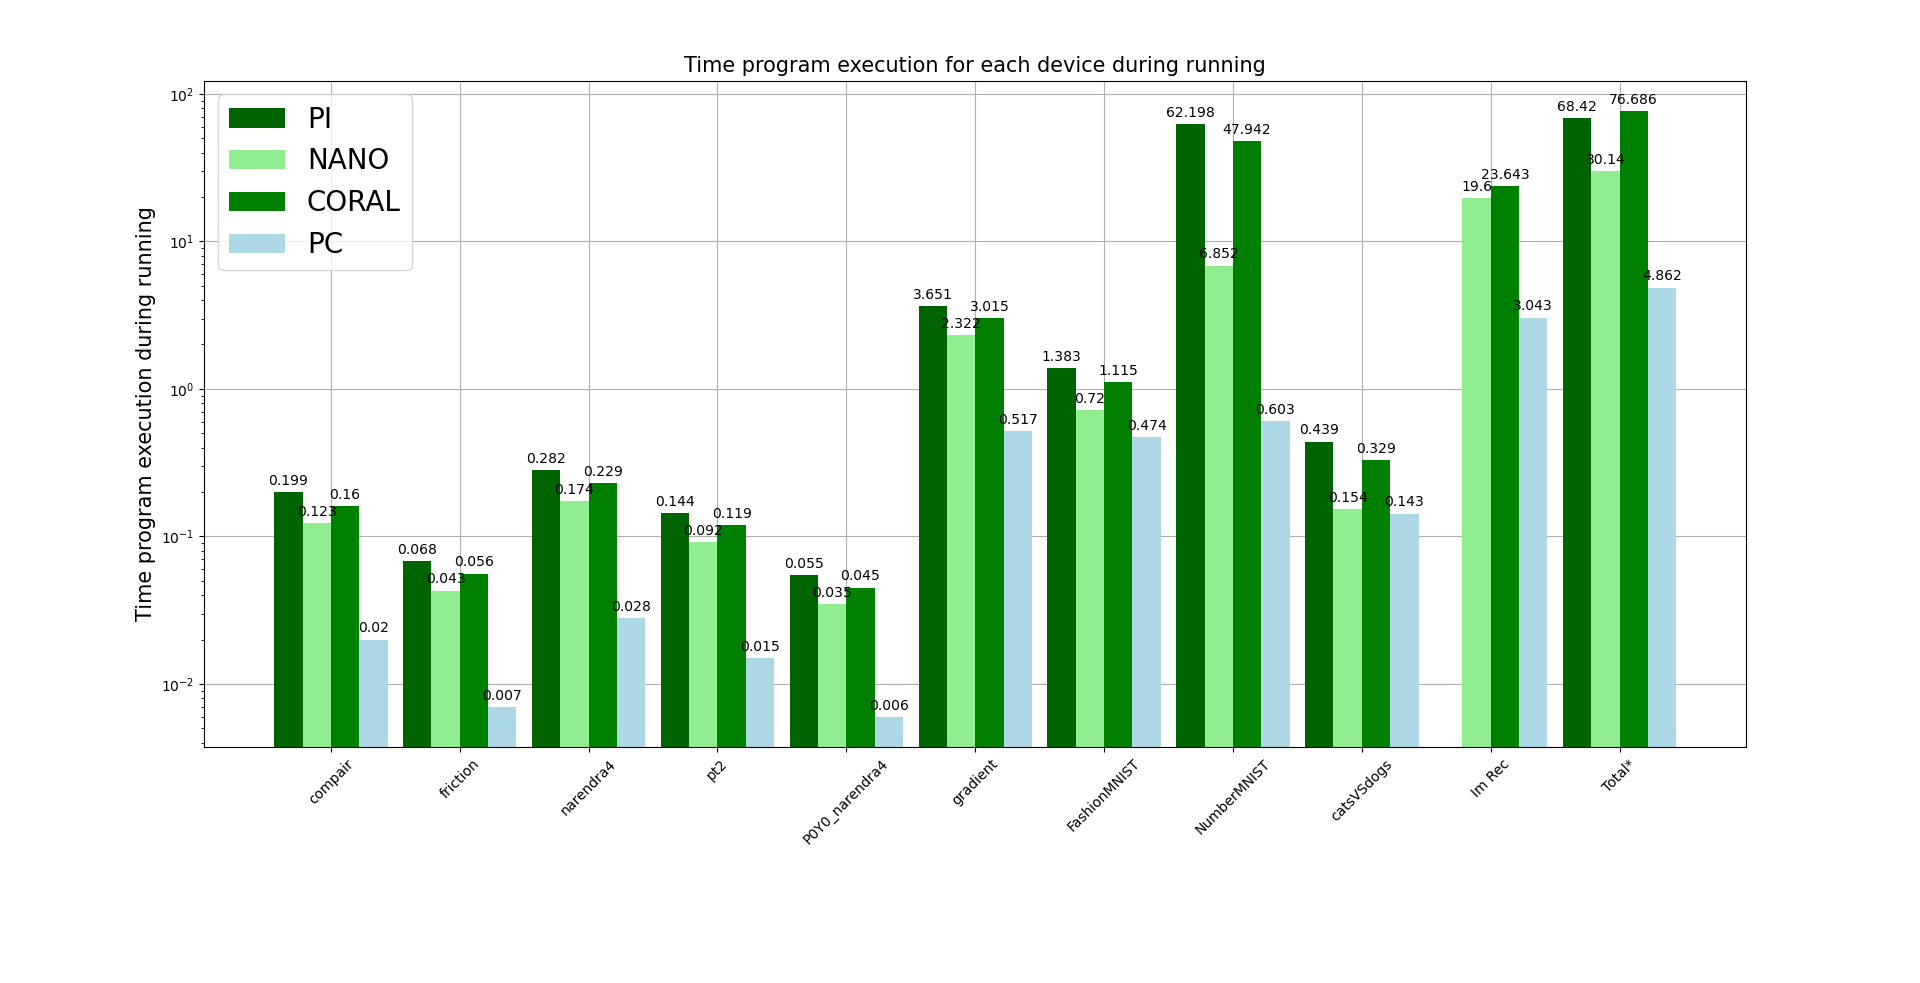 Time program execution for each device during running
Time program execution during running
10²
10¹
10⁰
10⁻¹
10⁻²
PI
NANO
CORAL
PC
0.199
0.123
0.16
0.02
0.068
0.043
0.056
0.007
0.282
0.174
0.229
0.028
0.144
0.092
0.119
0.015
0.055
0.035
0.045
0.006
3.651
2.322
3.015
0.517
1.383
0.72
1.115
0.474
62.198
6.852
47.942
0.603
0.439
0.154
0.329
0.143
19.6
23.643
3.043
68.42
30.14
76.686
4.862
compair
friction
narendra4
pt2
P0Y0_narendra4
gradient
FashionMNIST
NumberMNIST
catsVSdogs
Im Rec
Total*